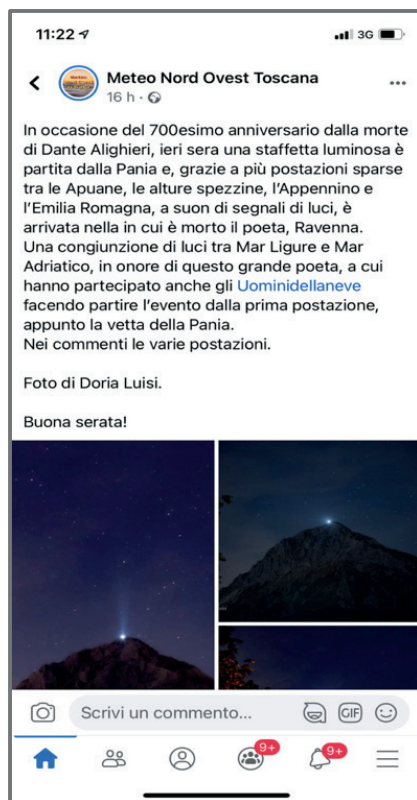 11:22
3G
Meteo Nord Ovest Toscana
16 h ·
In occasione del 700esimo anniversario dalla morte
di Dante Alighieri, ieri sera una staffetta luminosa è
partita dalla Pania e, grazie a più postazioni sparse
tra le Apuane, le alture spezzine, l'Appennino e
l'Emilia Romagna, a suon di segnali di luci, è
arrivata nella in cui è morto il poeta, Ravenna.
Una congiunzione di luci tra Mar Ligure e Mar
Adriatico, in onore di questo grande poeta, a cui
hanno partecipato anche gli Uominidellaneve
facendo partire l'evento dalla prima postazione,
appunto la vetta della Pania.
Nei commenti le varie postazioni.
Foto di Doria Luisi.
Buona serata!
Scrivi un commento...
GIF
9+
9+